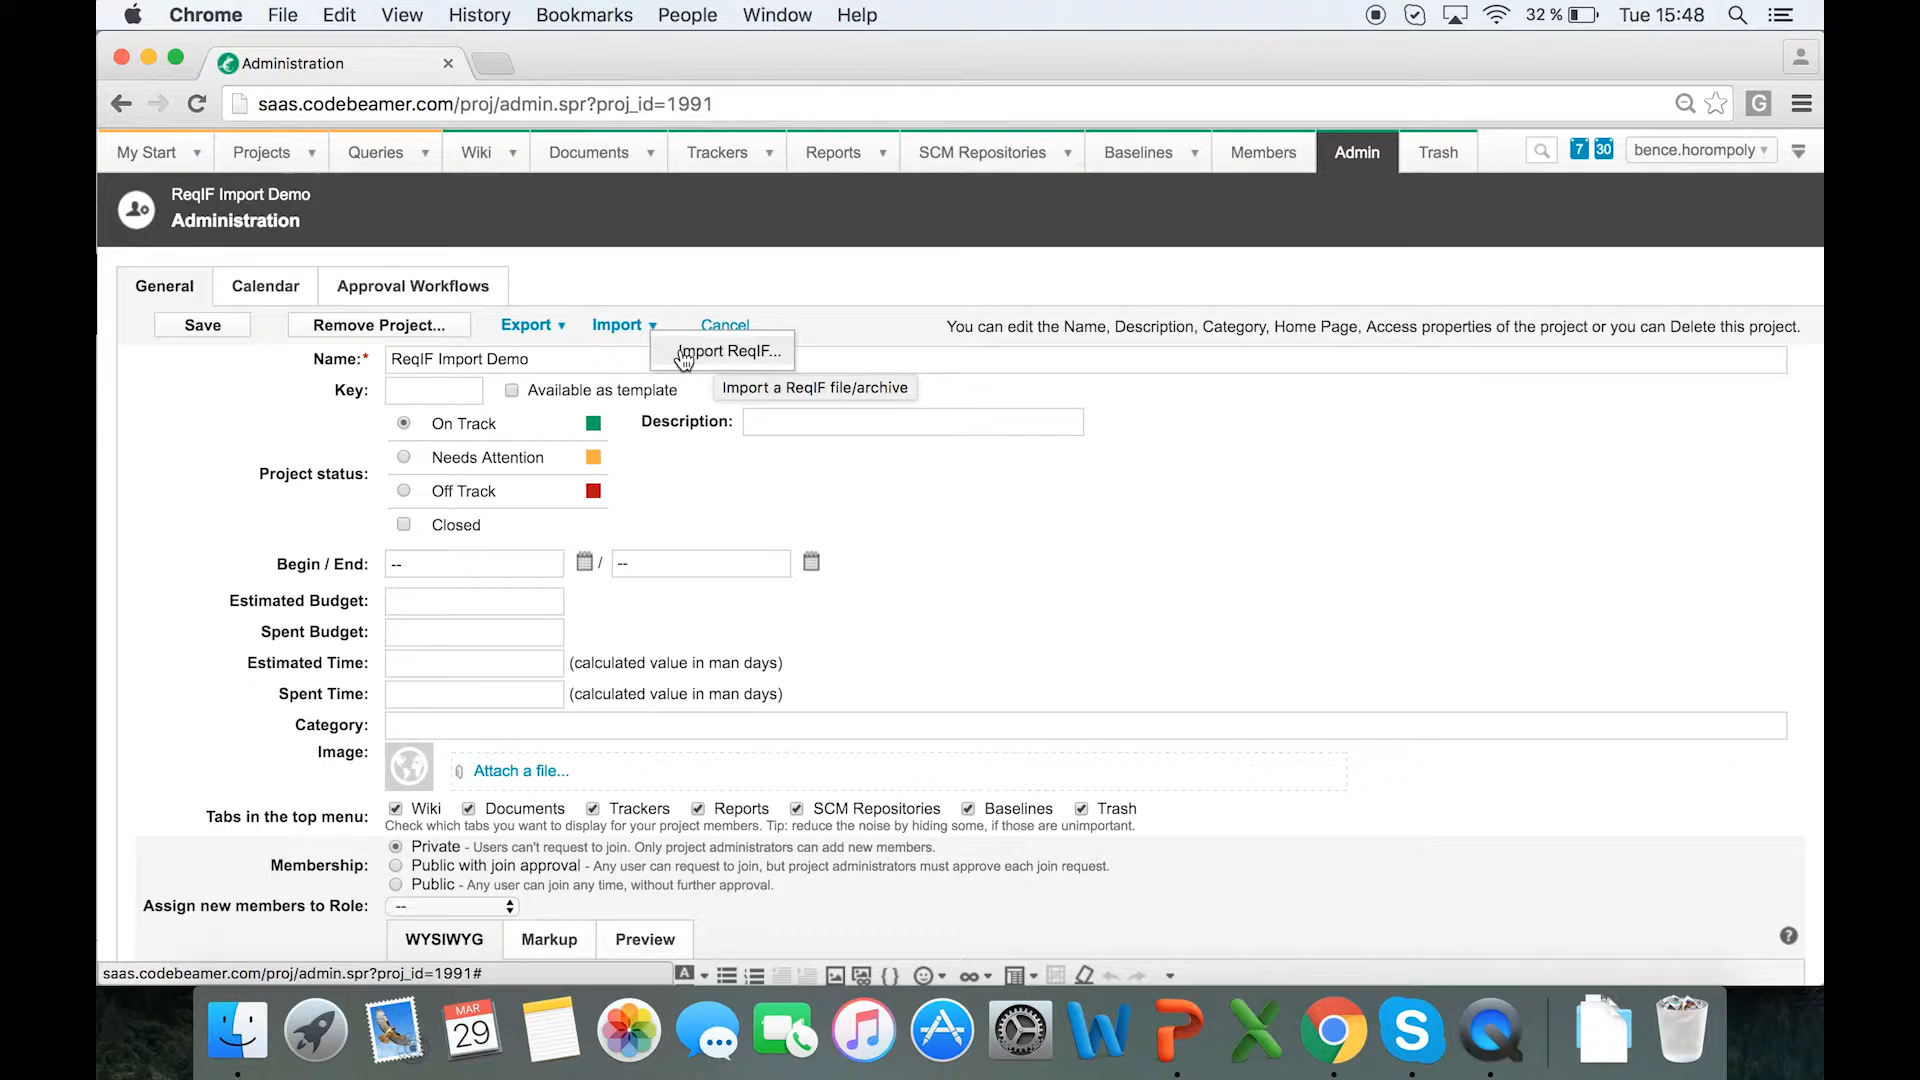 Chrome File Edit View History Bookmarks People Window Help 32 % Tue 15:48
Administration
saas.codebeamer.com/proj/admin.spr?proj_id=1991 G
My Start Projects Queries Wiki Documents Trackers Reports SCM Repositories Baselines Members Admin Trash 7 30 bence.horompoly
ReqIF Import Demo
Administration
General Calendar Approval Workflows
Save Remove Project... Export Import Cancel You can edit the Name, Description, Category, Home Page, Access properties of the project or you can Delete this project.
Import ReqIF...
Name:* ReqIF Import Demo
Import a ReqIF file/archive
Key: Available as template
On Track Description:
Needs Attention
Project status:
Off Track
Closed
Begin / End: -- / --
Estimated Budget:
Spent Budget:
Estimated Time: (calculated value in man days)
Spent Time: (calculated value in man days)
Category:
Image:
Attach a file...
Tabs in the top menu: Wiki Documents Trackers Reports SCM Repositories Baselines Trash
Check which tabs you want to display for your project members. Tip: reduce the noise by hiding some, if those are unimportant.
Private - Users can't request to join. Only project administrators can add new members.
Membership: Public with join approval - Any user can request to join, but project administrators must approve each join request.
Public - Any user can join any time, without further approval.
Assign new members to Role: --
WYSIWYG Markup Preview ?
saas.codebeamer.com/proj/admin.spr?proj_id=1991# A
MAR
29